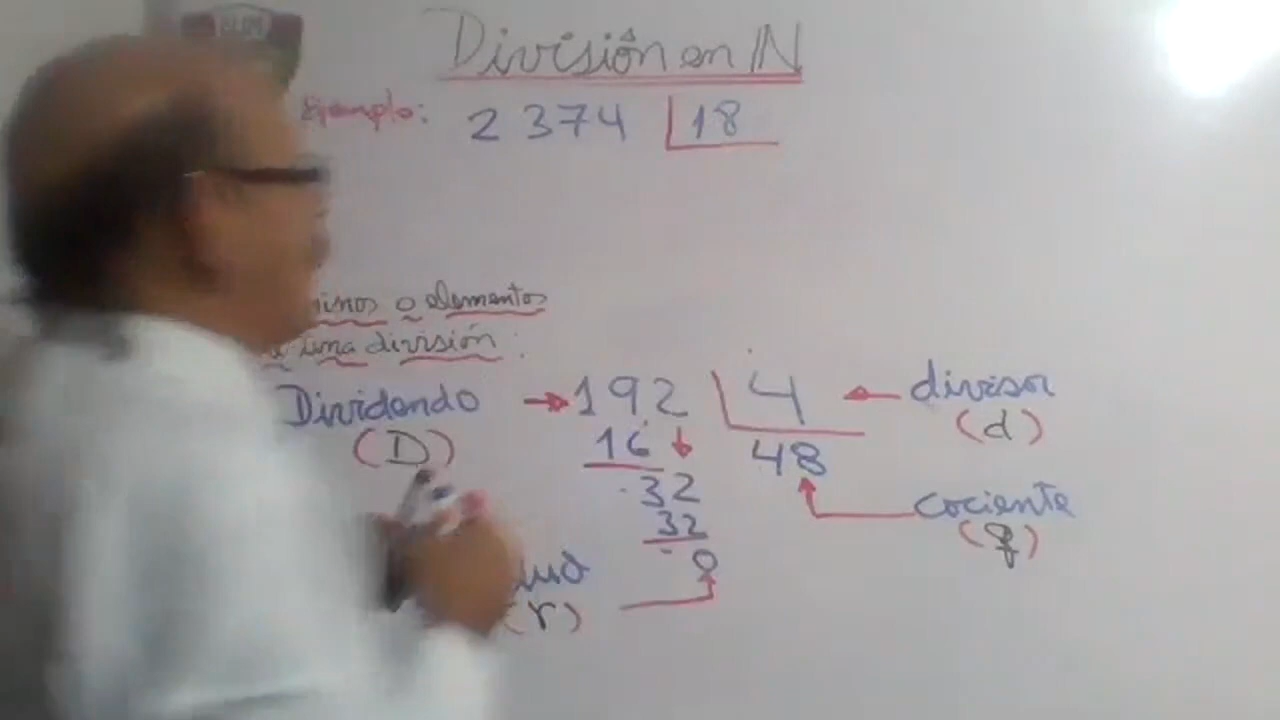 División en IN
Ejemplo: 2 374 18
o elementos
una división :
Dividendo → 192 4 ← divisor
(D) 16 48 (d)
32 cociente
32 (q)
0
(r)